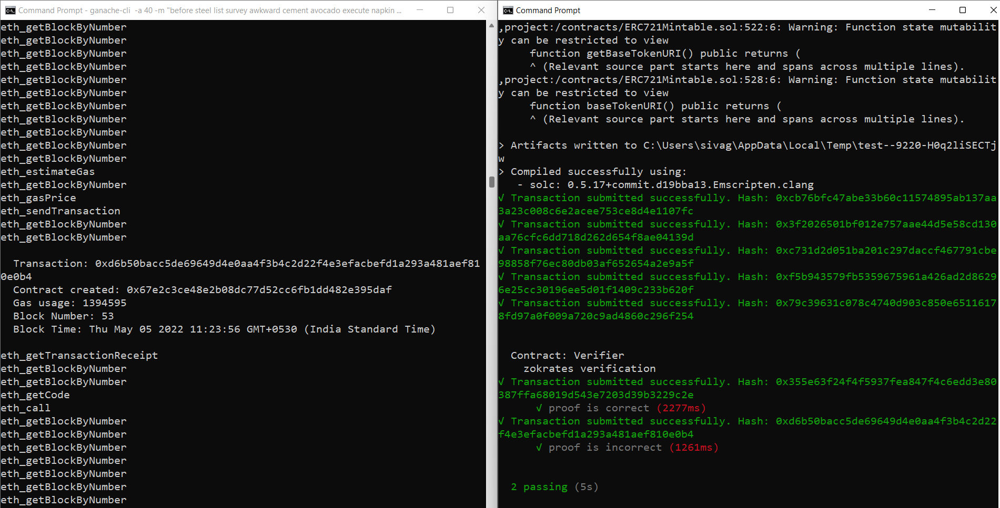 Command Prompt - ganache-cli  -a 40 -m "before steel list survey awkward cement avocado execute napkin ...
eth_getBlockByNumber
eth_getBlockByNumber
eth_getBlockByNumber
eth_getBlockByNumber
eth_getBlockByNumber
eth_getBlockByNumber
eth_getBlockByNumber
eth_getBlockByNumber
eth_getBlockByNumber
eth_getBlockByNumber
eth_getBlockByNumber
eth_estimateGas
eth_getBlockByNumber
eth_gasPrice
eth_sendTransaction
eth_getBlockByNumber
eth_getBlockByNumber
Transaction: 0xd6b50bacc5de69649d4e0aa4f3b4c2d22f4e3efacbefd1a293a481aef81
0e0b4
Contract created: 0x67e2c3ce48e2b08dc77d52cc6fb1dd482e395daf
Gas usage: 1394595
Block Number: 53
Block Time: Thu May 05 2022 11:23:56 GMT+0530 (India Standard Time)
eth_getTransactionReceipt
eth_getBlockByNumber
eth_getBlockByNumber
eth_getCode
eth_call
eth_getBlockByNumber
eth_getBlockByNumber
eth_getBlockByNumber
eth_getBlockByNumber
eth_getBlockByNumber
eth_getBlockByNumber
eth_getBlockByNumber
Command Prompt
,project:/contracts/ERC721Mintable.sol:522:6: Warning: Function state mutabilit
y can be restricted to view
function getBaseTokenURI() public returns (
^ (Relevant source part starts here and spans across multiple lines).
,project:/contracts/ERC721Mintable.sol:528:6: Warning: Function state mutabilit
y can be restricted to view
function baseTokenURI() public returns (
^ (Relevant source part starts here and spans across multiple lines).
> Artifacts written to C:\Users\sivag\AppData\Local\Temp\test--9220-H0q2liSECTj
w
> Compiled successfully using:
- solc: 0.5.17+commit.d19bba13.Emscripten.clang
√ Transaction submitted successfully. Hash: 0xcb76bfc47abe33b60c11574895ab137aa
3a23c008c6e2acee753ce8d4e1107fc
√ Transaction submitted successfully. Hash: 0x3f2026501bf012e757aae44d5e58cd130
aa76cfc6dd718d262d654f8ae04139d
√ Transaction submitted successfully. Hash: 0xc731d2d051ba201c297daccf467791cbe
98858f76ec80db03af652654a2e9a5f
√ Transaction submitted successfully. Hash: 0xf5b943579fb5359675961a426ad2d8629
6e25cc30196ee5d01f1409c233b620f
√ Transaction submitted successfully. Hash: 0x79c39631c078c4740d903c850e6511617
8fd97a0f009a720c9ad4860c296f254
Contract: Verifier
zokrates verification
√ Transaction submitted successfully. Hash: 0x355e63f24f4f5937fea847f4c6edd3e80
387ffa68019d543e7203d39b3229c2e
√ proof is correct (2277ms)
√ Transaction submitted successfully. Hash: 0xd6b50bacc5de69649d4e0aa4f3b4c2d22
f4e3efacbefd1a293a481aef810e0b4
√ proof is incorrect (1261ms)
2 passing (5s)